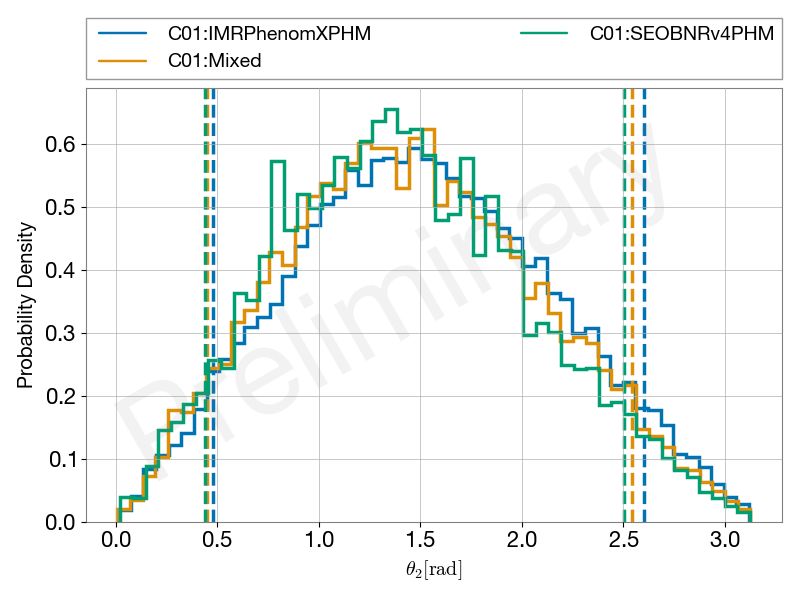 C01:IMRPhenomXPHM
C01:Mixed
C01:SEOBNRv4PHM
Preliminary
Probability Density
0.6
0.5
0.4
0.3
0.2
0.1
0.0
0.0 0.5 1.0 1.5 2.0 2.5 3.0
θ₂[rad]